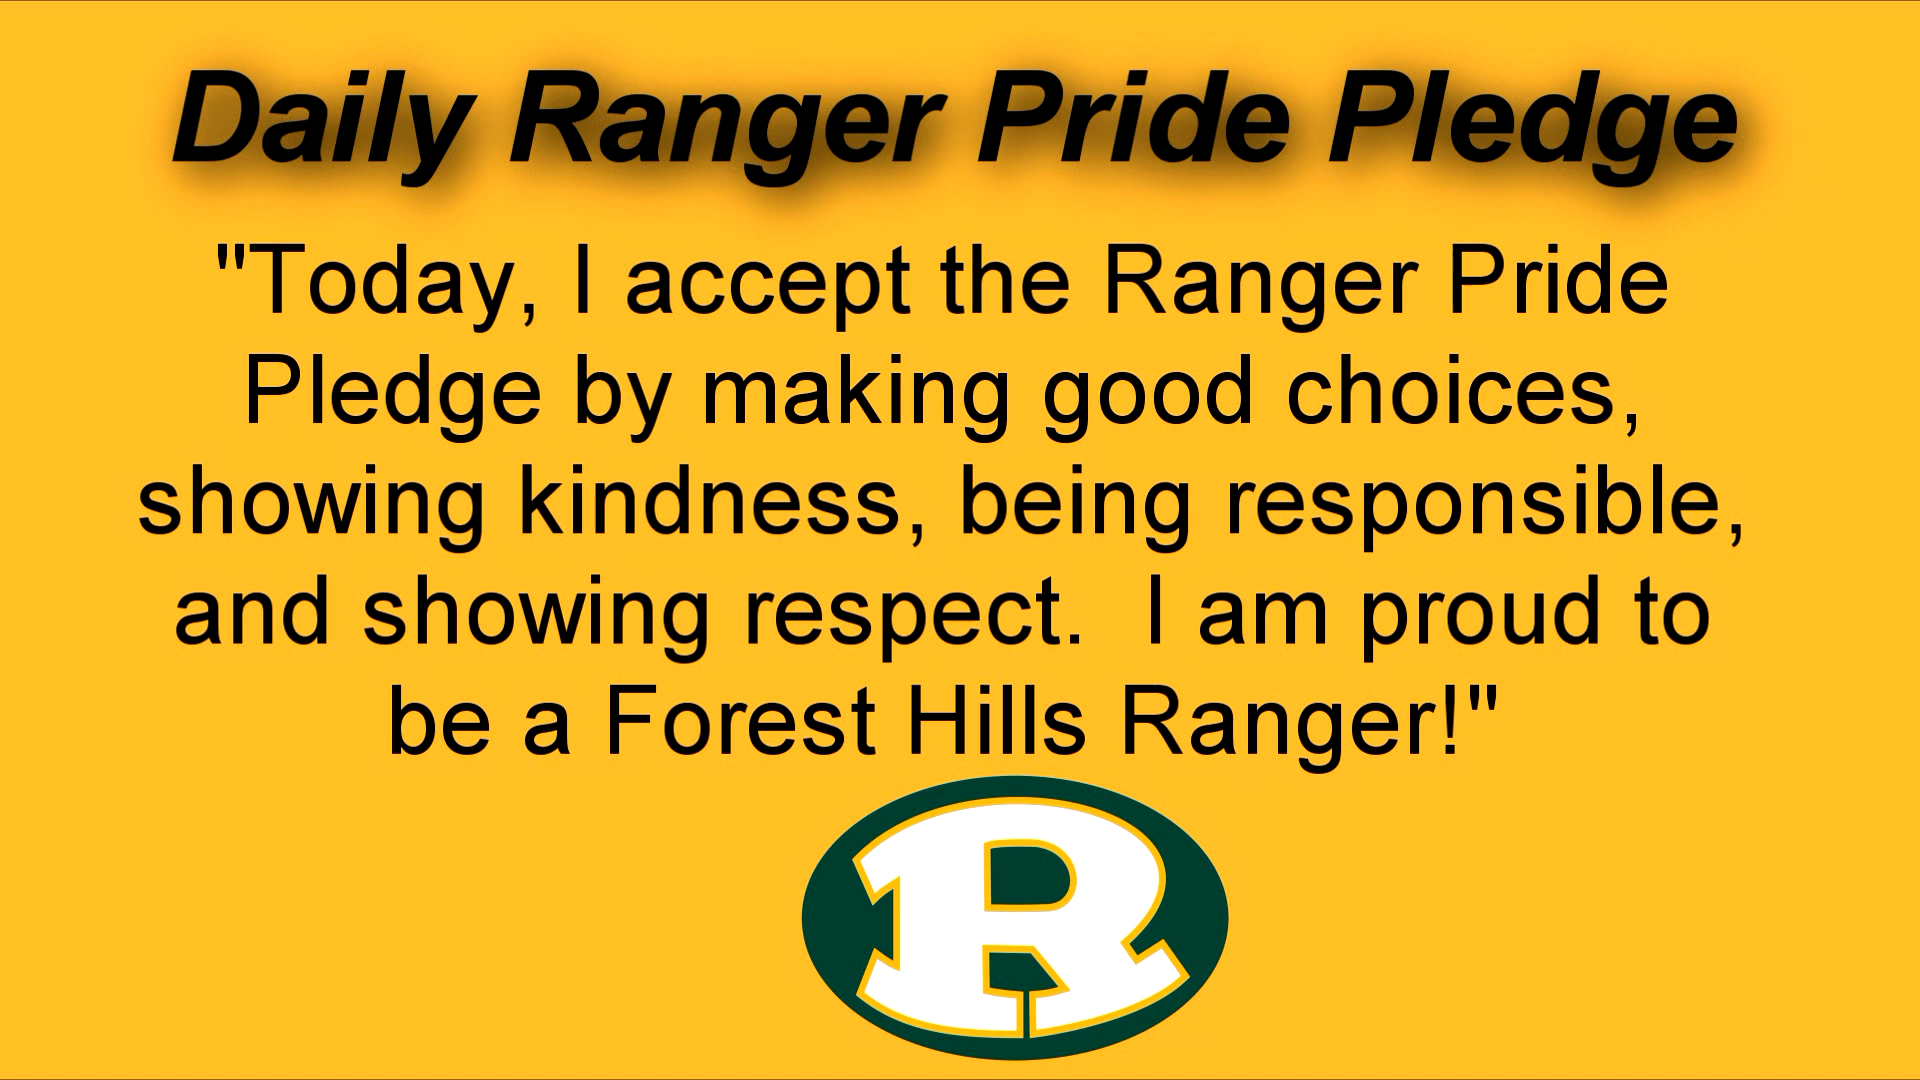 Daily Ranger Pride Pledge
"Today, I accept the Ranger Pride
Pledge by making good choices,
showing kindness, being responsible,
and showing respect.  I am proud to
be a Forest Hills Ranger!"
R